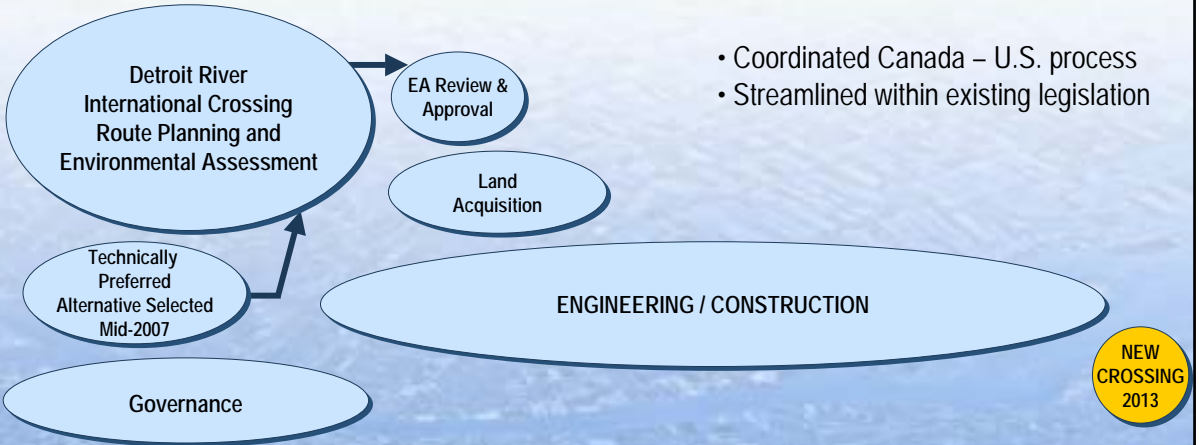 Detroit River
International Crossing
Route Planning and
Environmental Assessment
EA Review &
Approval
• Coordinated Canada – U.S. process
• Streamlined within existing legislation
Land
Acquisition
Technically
Preferred
Alternative Selected
Mid-2007
ENGINEERING / CONSTRUCTION
Governance
NEW
CROSSING
2013